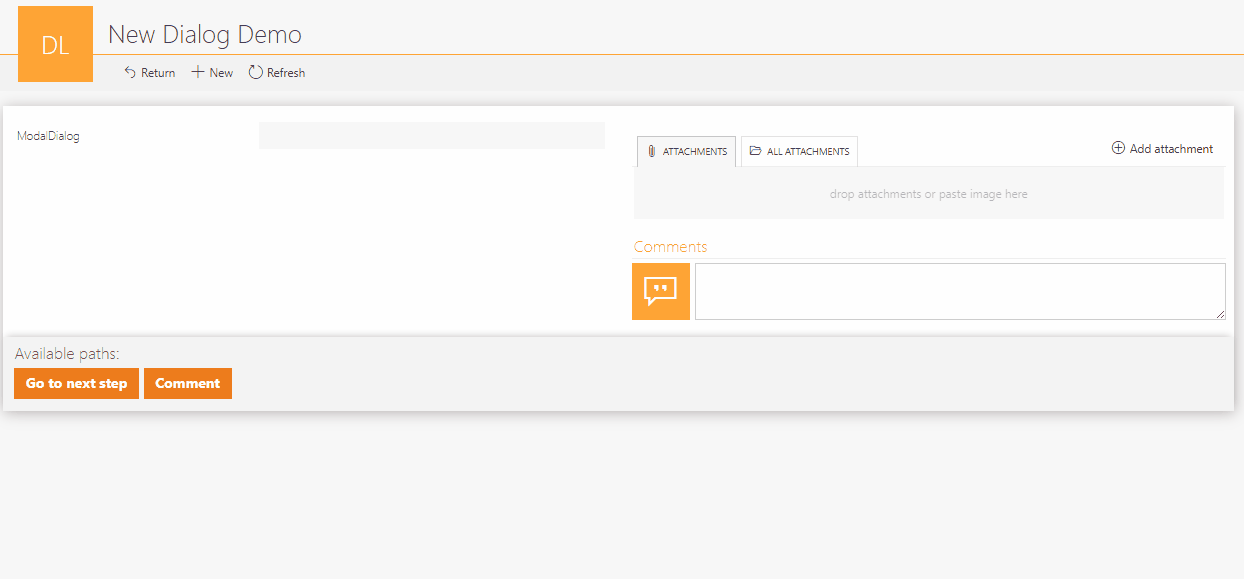 DL
New Dialog Demo
Return New Refresh
ModalDialog
ATTACHMENTS ALL ATTACHMENTS Add attachment
drop attachments or paste image here
Comments
Available paths:
Go to next step Comment